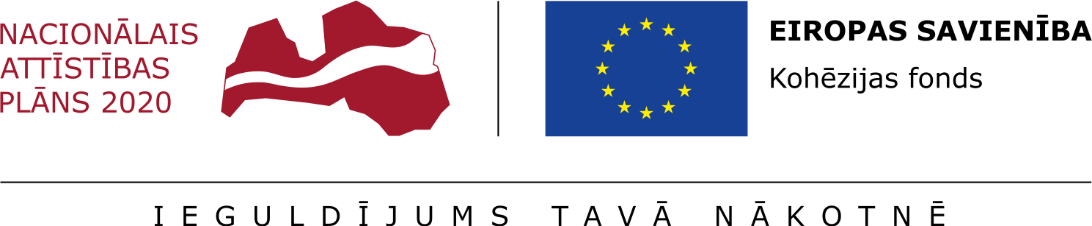 NACIONĀLAIS
ATTĪSTĪBAS
PLĀNS 2020
EIROPAS SAVIENĪBA
Kohēzijas fonds
IEGULDĪJUMS TAVĀ NĀKOTNĒ